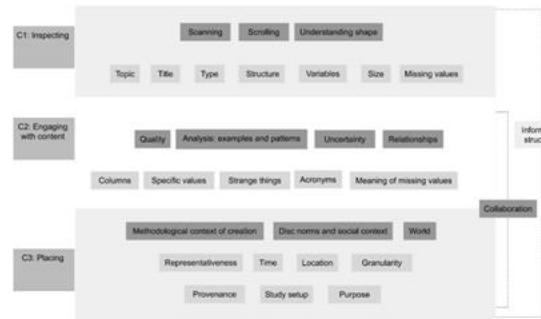 C1: Inspecting
Scanning
Scrolling
Understanding shape
Topic
Title
Type
Structure
Variables
Size
Missing values
C2: Engaging
with content
Quality
Analysis: examples and patterns
Uncertainty
Relationships
Columns
Specific values
Strange things
Acronyms
Meaning of missing values
Collaboration
C3: Placing
Methodological context of creation
Disc norms and social context
World
Representativeness
Time
Location
Granularity
Provenance
Study setup
Purpose